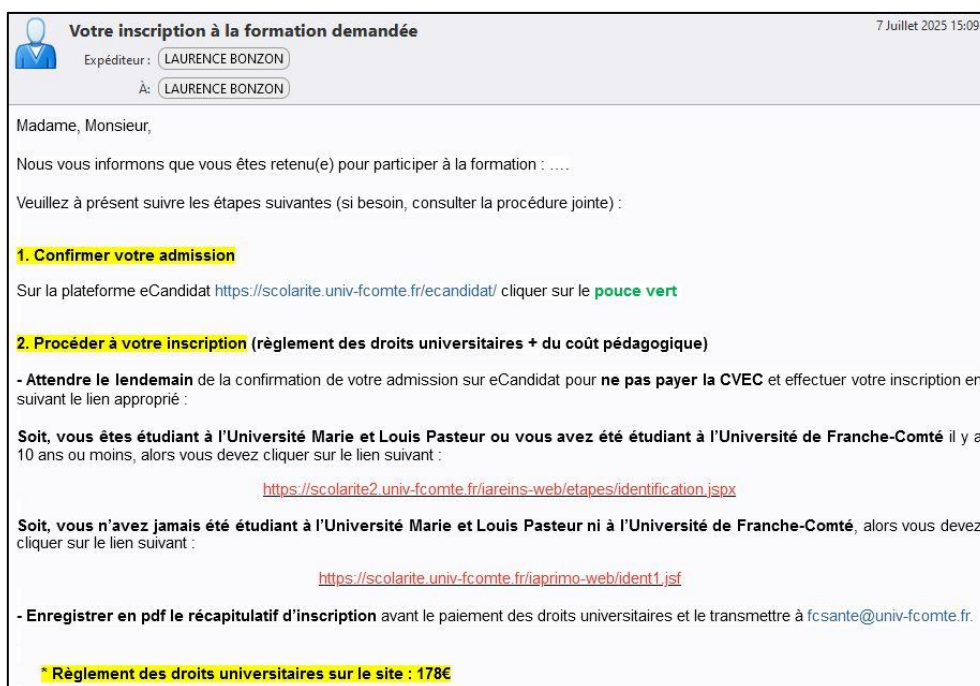 Votre inscription à la formation demandée
7 Juillet 2025 15:09
Expéditeur : LAURENCE BONZON
À: LAURENCE BONZON
Madame, Monsieur,
Nous vous informons que vous êtes retenu(e) pour participer à la formation : ….
Veuillez à présent suivre les étapes suivantes (si besoin, consulter la procédure jointe) :
1. Confirmer votre admission
Sur la plateforme eCandidat https://scolarite.univ-fcomte.fr/ecandidat/ cliquer sur le pouce vert
2. Procéder à votre inscription (règlement des droits universitaires + du coût pédagogique)
- Attendre le lendemain de la confirmation de votre admission sur eCandidat pour ne pas payer la CVEC et effectuer votre inscription en
suivant le lien approprié :
Soit, vous êtes étudiant à l'Université Marie et Louis Pasteur ou vous avez été étudiant à l'Université de Franche-Comté il y a
10 ans ou moins, alors vous devez cliquer sur le lien suivant :
https://scolarite2.univ-fcomte.fr/iareins-web/etapes/identification.jspx
Soit, vous n'avez jamais été étudiant à l'Université Marie et Louis Pasteur ni à l'Université de Franche-Comté, alors vous devez
cliquer sur le lien suivant :
https://scolarite.univ-fcomte.fr/iaprimo-web/ident1.jsf
- Enregistrer en pdf le récapitulatif d'inscription avant le paiement des droits universitaires et le transmettre à fcsante@univ-fcomte.fr.
* Règlement des droits universitaires sur le site : 178€